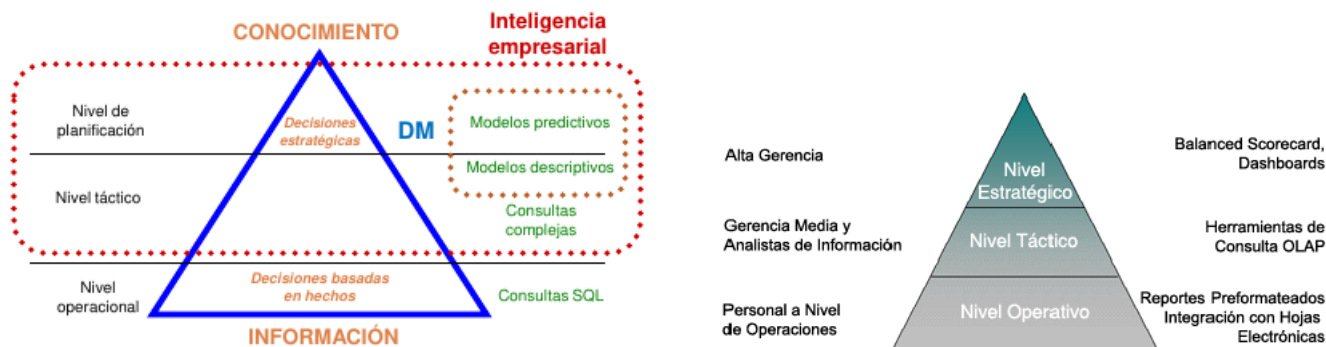 CONOCIMIENTO
Inteligencia
empresarial
Nivel de
planificación
Decisiones
estratégicas
DM
Modelos predictivos
Modelos descriptivos
Nivel táctico
Consultas
complejas
Nivel
operacional
Decisiones basadas
en hechos
Consultas SQL
INFORMACIÓN
Alta Gerencia
Nivel
Estratégico
Balanced Scorecard,
Dashboards
Gerencia Media y
Analistas de Información
Nivel Táctico
Herramientas de
Consulta OLAP
Personal a Nivel
de Operaciones
Nivel Operativo
Reportes Preformateados
Integración con Hojas
Electrónicas